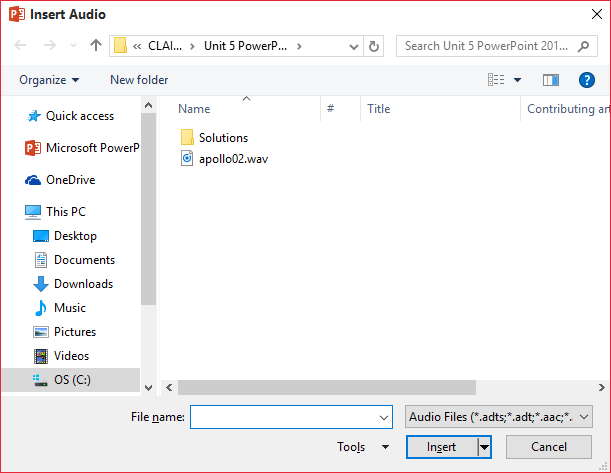 Insert Audio
« CLAI... > Unit 5 PowerP... >
Search Unit 5 PowerPoint 201...
Organize
New folder
Name
#
Title
Contributing art
Quick access
Microsoft PowerP
OneDrive
This PC
Desktop
Documents
Downloads
Music
Pictures
Videos
OS (C:)
Solutions
apollo02.wav
File name:
Audio Files (*.adts;*.adt;*.aac;*.
Tools
Insert
Cancel